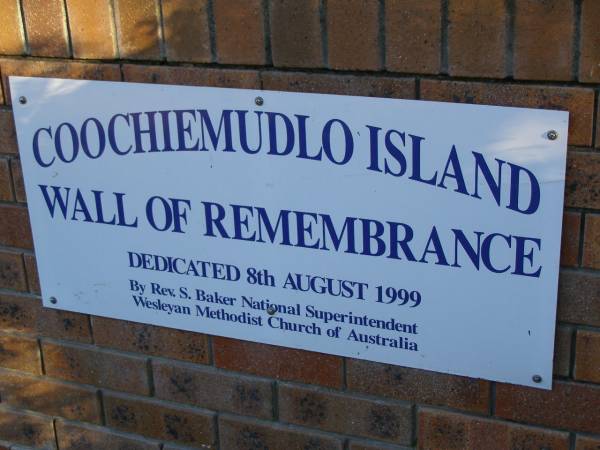 COOCHIEMUDLO ISLAND
WALL OF REMEMBRANCE
DEDICATED 8th AUGUST 1999
By Rev. S. Baker National Superintendent
Wesleyan Methodist Church of Australia